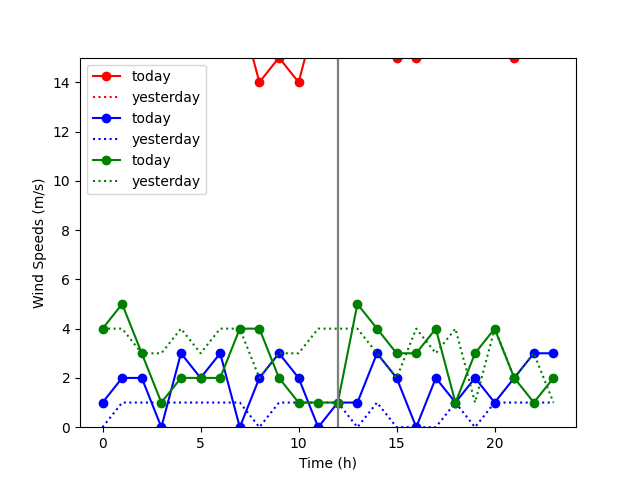 14
12
10
8
6
4
2
0
Wind Speeds (m/s)
today
yesterday
today
yesterday
today
yesterday
0 5 10 15 20
Time (h)